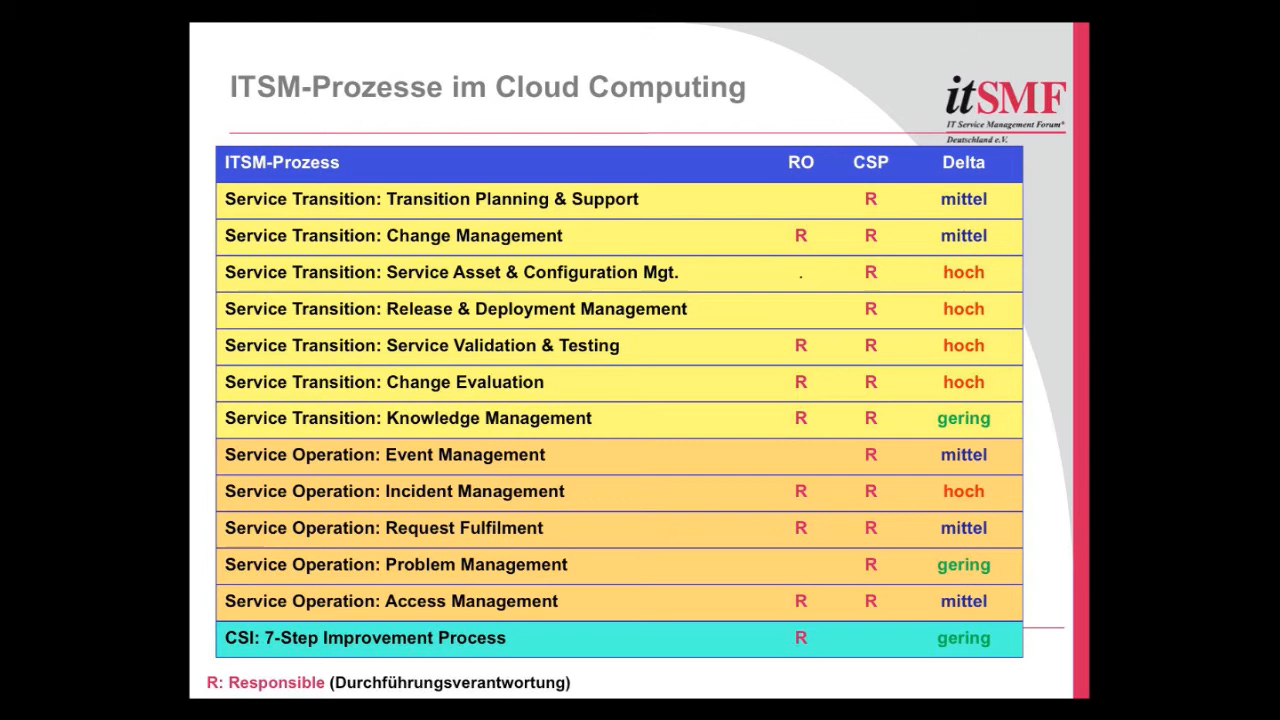 ITSM-Prozesse im Cloud Computing
itSMF
IT Service Management Forum®
Deutschland e.V.
ITSM-Prozess RO CSP Delta
Service Transition: Transition Planning & Support R mittel
Service Transition: Change Management R R mittel
Service Transition: Service Asset & Configuration Mgt. . R hoch
Service Transition: Release & Deployment Management R hoch
Service Transition: Service Validation & Testing R R hoch
Service Transition: Change Evaluation R R hoch
Service Transition: Knowledge Management R R gering
Service Operation: Event Management R mittel
Service Operation: Incident Management R R hoch
Service Operation: Request Fulfilment R R mittel
Service Operation: Problem Management R gering
Service Operation: Access Management R R mittel
CSI: 7-Step Improvement Process R gering
R: Responsible (Durchführungsverantwortung)